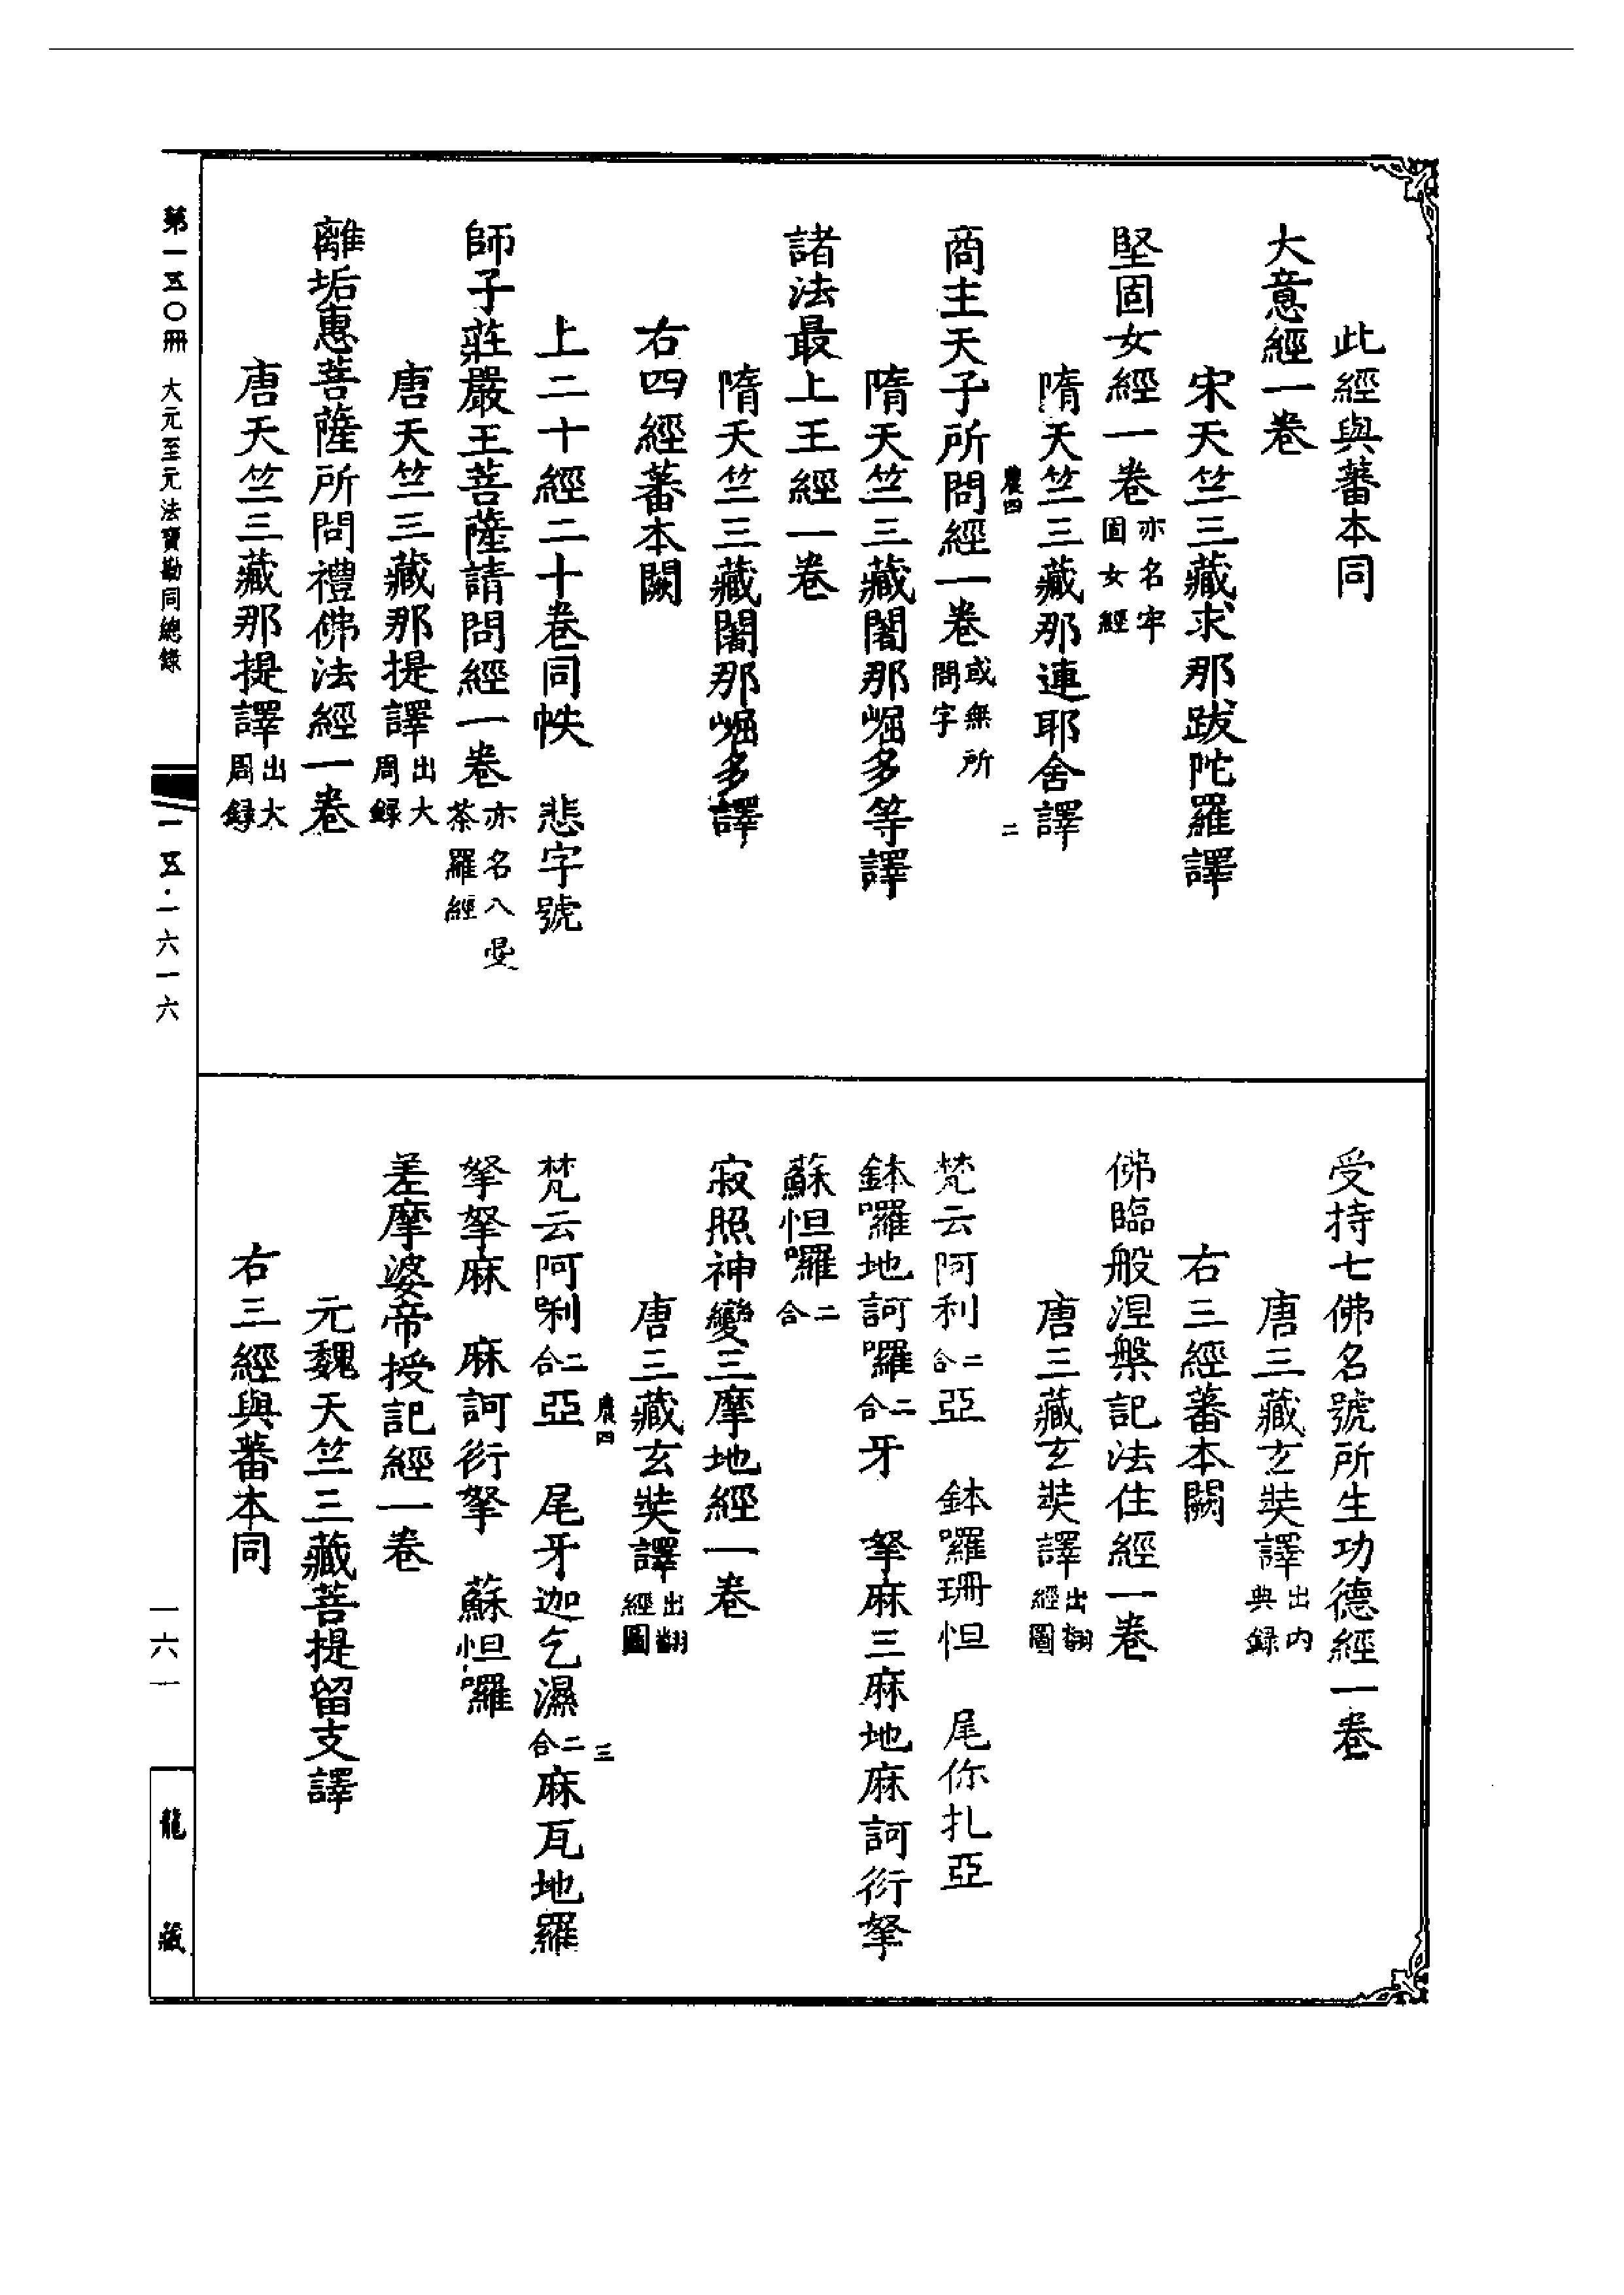 此經與蕃本同
大意經一卷
宋天竺三藏求那跋陀羅譯
堅固女經一卷亦名牢固女經
隋天竺三藏那連耶舍譯
農四 二
商主天子所問經一卷或無所問字
隋天竺三藏闍那崛多等譯
諸法最上王經一卷
隋天竺三藏闍那崛多譯
右四經蕃本闕
上二十經二十卷同帙 悲字號
師子莊嚴王菩薩請問經一卷亦名八曼茶羅經
唐天竺三藏那提譯出大周錄
離垢惠菩薩所問禮佛法經一卷
唐天竺三藏那提譯出大周錄
受持七佛名號所生功德經一卷
唐三藏玄奘譯出內典錄
右三經蕃本闕
佛臨般涅槃記法住經一卷
唐三藏玄奘譯出翻經圖
梵云阿利二合亞 鉢囉珊怛 尾你扎亞
鉢囉地訶囉二合牙 拏麻三麻地麻訶衍拏
蘇怛囉二合
寂照神變三摩地經一卷
唐三藏玄奘譯出翻經圖
農四 三
梵云阿唎二合亞 尾牙迦乞濕二合麻瓦地羅
拏拏麻 麻訶衍拏 蘇怛囉
差摩婆帝授記經一卷
元魏天竺三藏菩提留支譯
右三經與蕃本同
第一五〇冊 大元至元法寶勘同總錄
一五·一六一六
一六一
龍藏